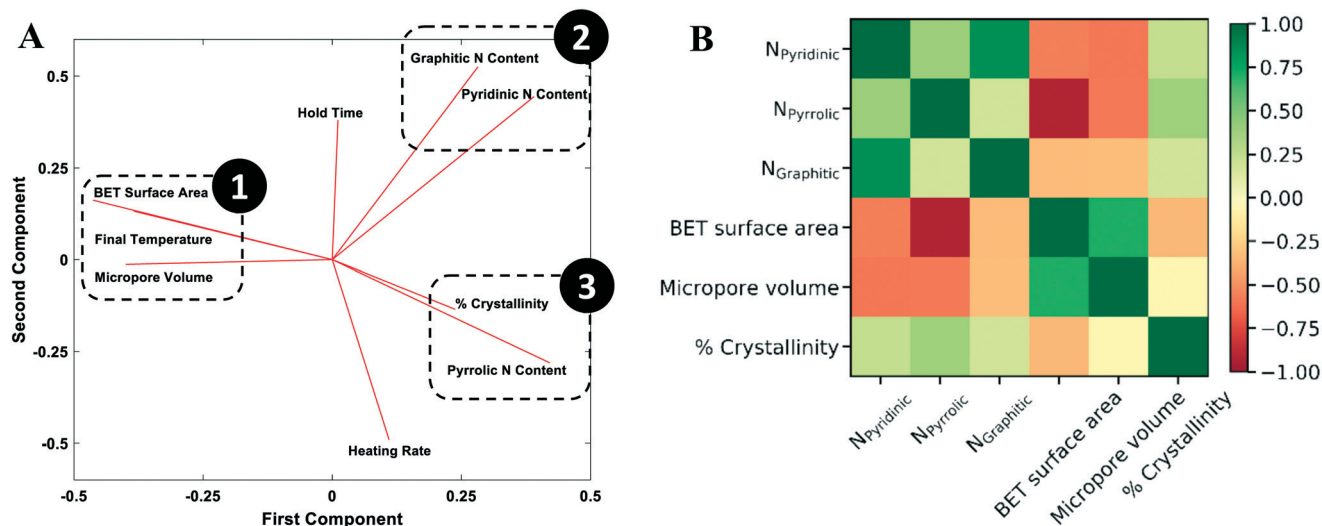 A
Second Component
0.5
0.25
0
-0.25
-0.5
-0.5
-0.25
0
0.25
0.5
First Component
2
Graphitic N Content
Pyridinic N Content
Hold Time
1
BET Surface Area
Final Temperature
Micropore Volume
3
% Crystallinity
Pyrrolic N Content
Heating Rate
B
NPyridinic
NPyrrolic
NGraphitic
BET surface area
Micropore volume
% Crystallinity
NPyridinic
NPyrrolic
NGraphitic
BET surface area
Micropore volume
% Crystallinity
1.00
0.75
0.50
0.25
0.00
−0.25
−0.50
−0.75
−1.00